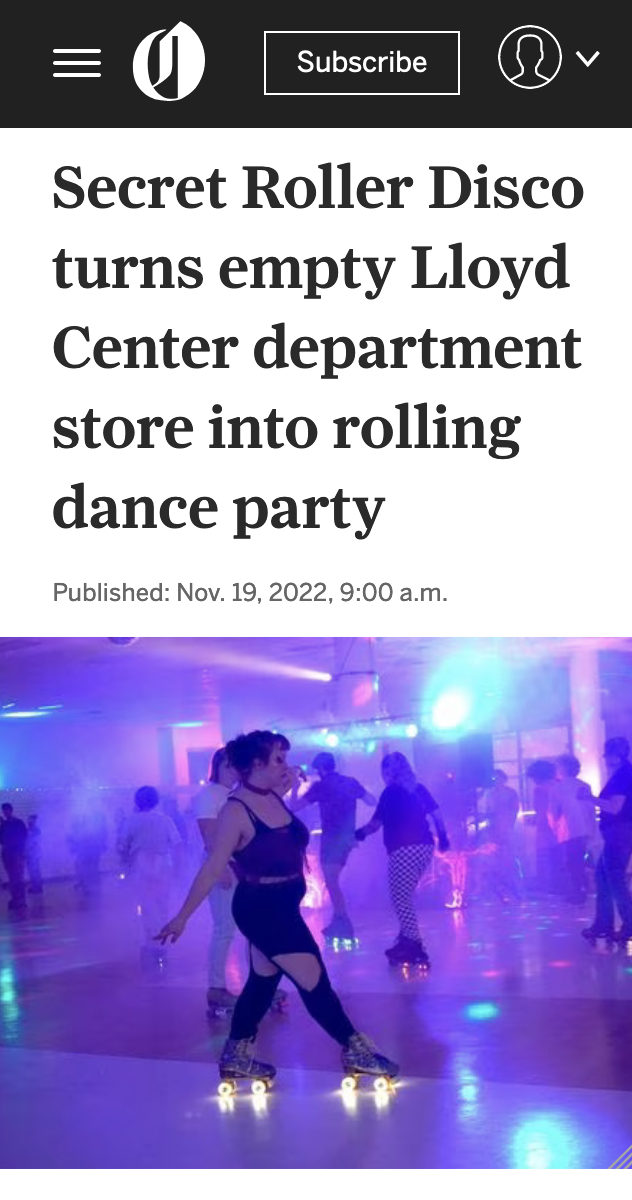 Subscribe
Secret Roller Disco
turns empty Lloyd
Center department
store into rolling
dance party
Published: Nov. 19, 2022, 9:00 a.m.